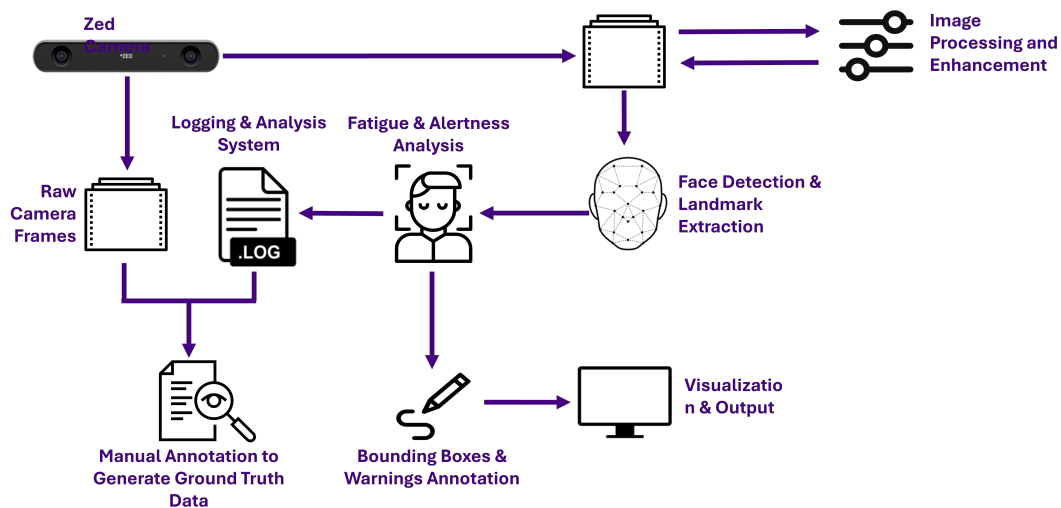 Zed
Camera
ZED
Image
Processing and
Enhancement
Logging & Analysis
System
Fatigue & Alertness
Analysis
Raw
Camera
Frames
.LOG
Face Detection &
Landmark
Extraction
Visualizatio
n & Output
Manual Annotation to
Generate Ground Truth
Data
Bounding Boxes &
Warnings Annotation